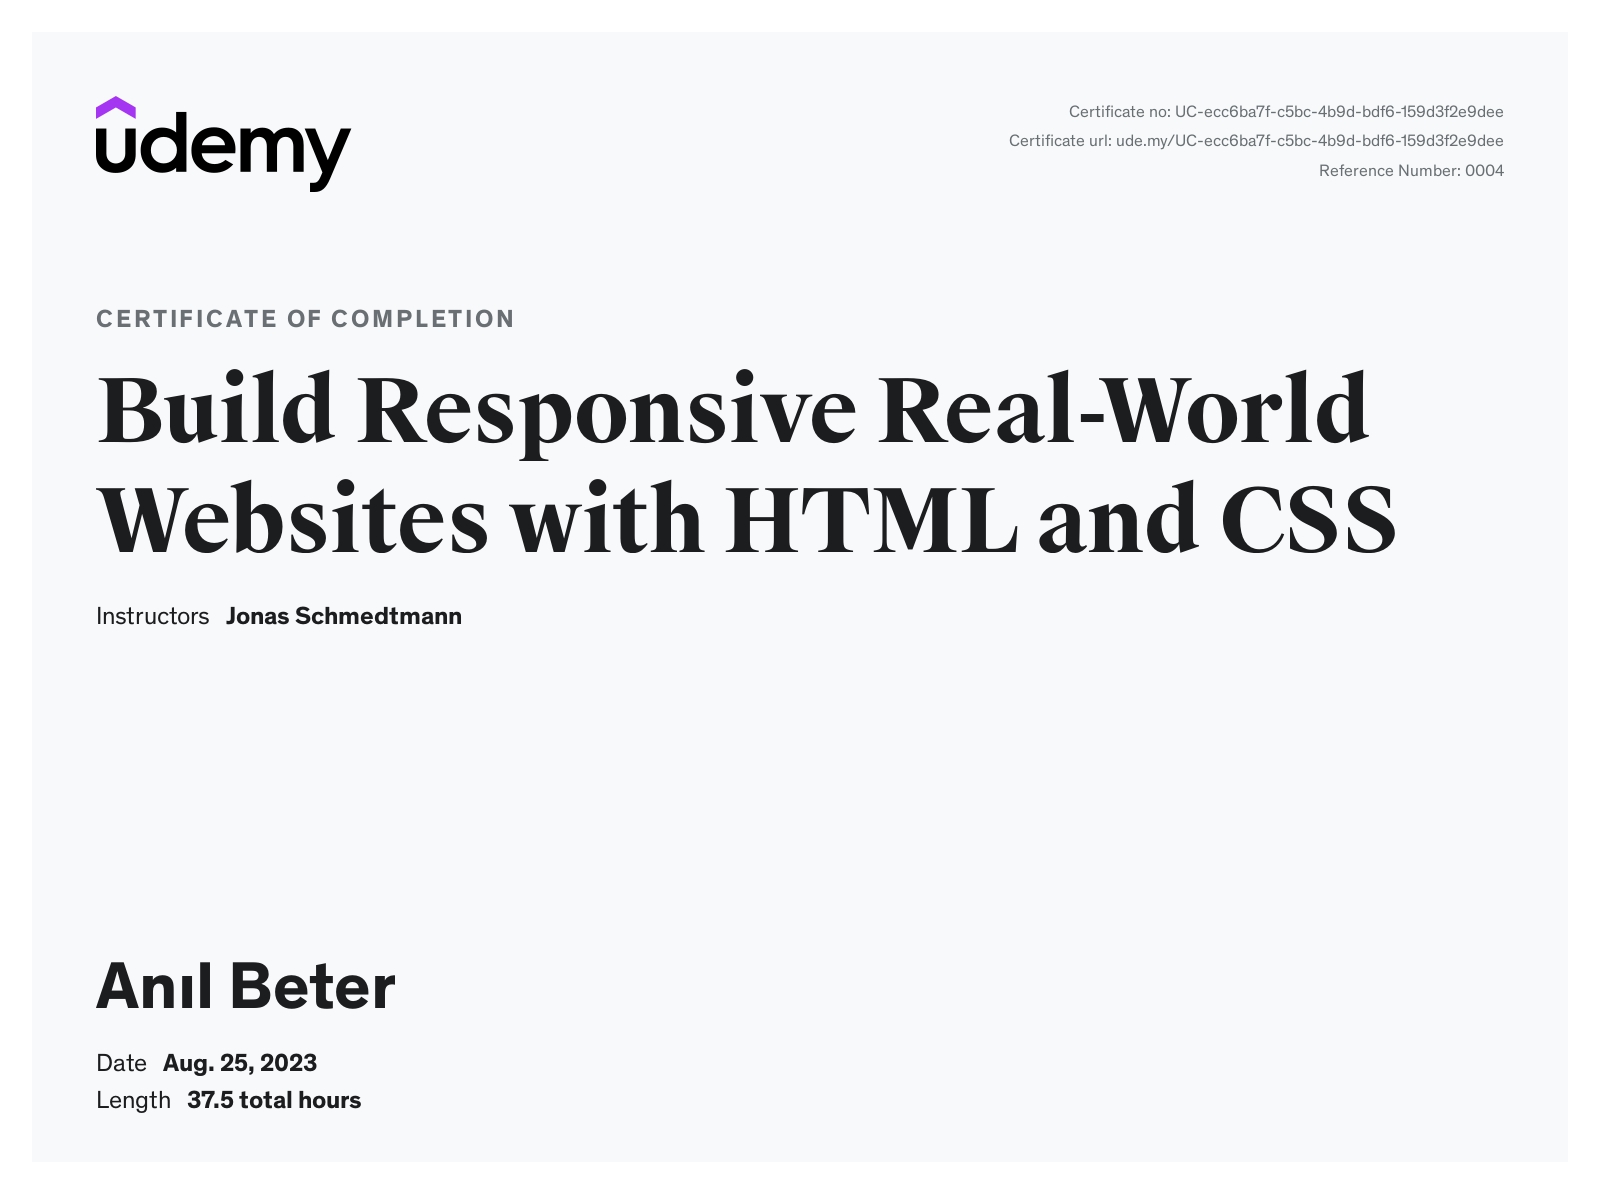 udemy
Certificate no: UC-ecc6ba7f-c5bc-4b9d-bdf6-159d3f2e9dee
Certificate url: ude.my/UC-ecc6ba7f-c5bc-4b9d-bdf6-159d3f2e9dee
Reference Number: 0004
CERTIFICATE OF COMPLETION
Build Responsive Real-World
Websites with HTML and CSS
Instructors Jonas Schmedtmann
Anıl Beter
Date Aug. 25, 2023
Length 37.5 total hours